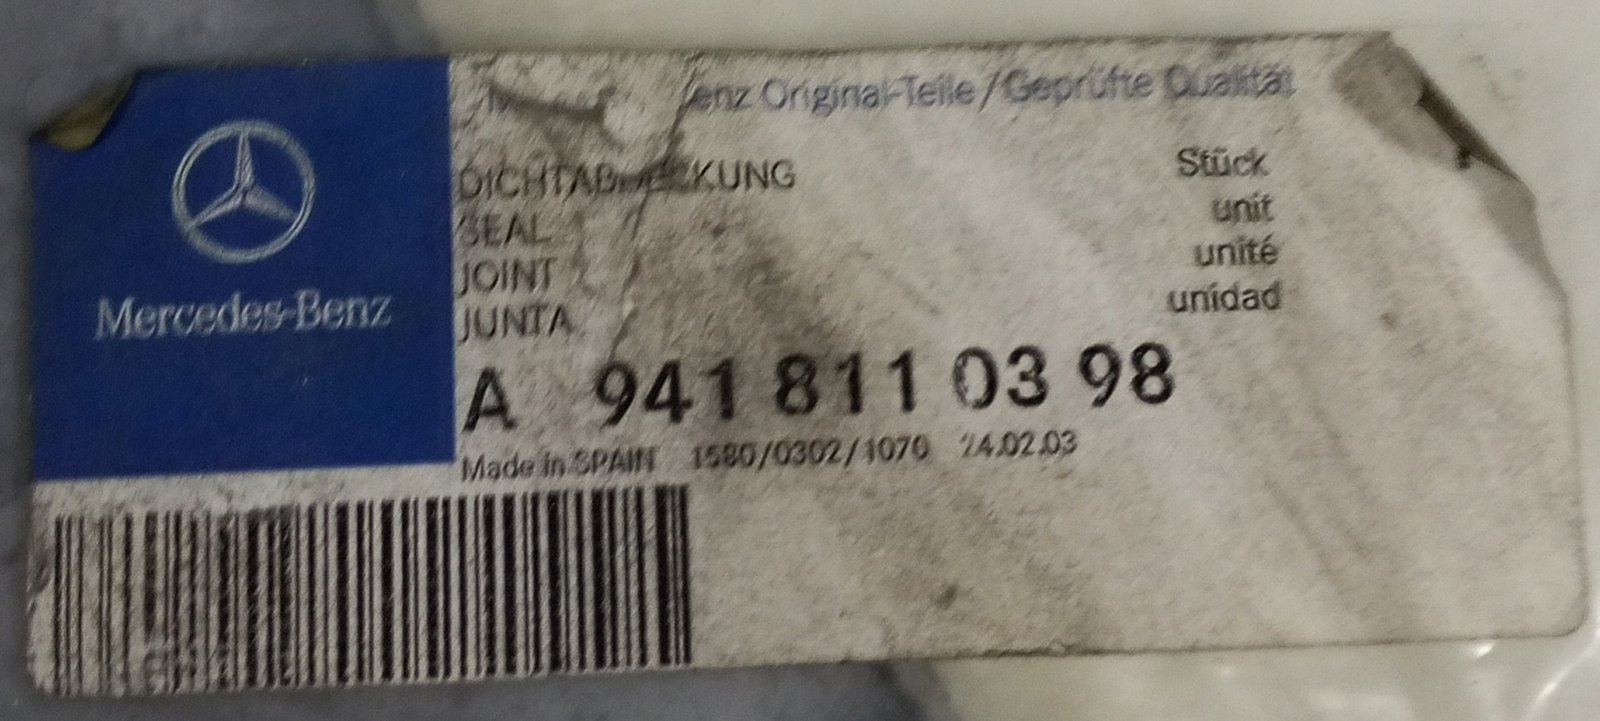 Mercedes-Benz
enz Original-Teile / Geprüfte Qualität
DICHTABDECKUNG Stück
SEAL unit
JOINT unité
JUNTA unidad
A 941 811 03 98
Made in SPAIN 1580/0302/1070 24.02.03